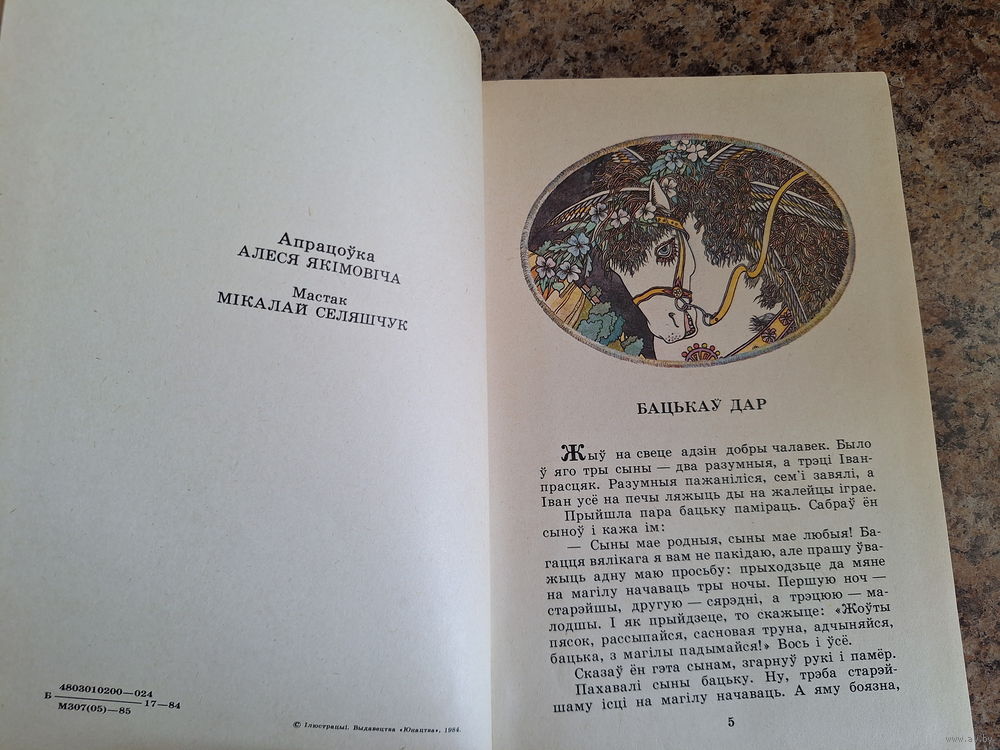 Апрацоўка
АЛЕСЯ ЯКІМОВІЧА
Мастак
МІКАЛАЙ СЕЛЯШЧУК
Б 4803010200—024 17—84
М307(05)—85
© Ілюстрацыі. Выдавецтва «Юнацтва», 1984.
БАЦЬКАЎ ДАР
Жыў на свеце адзін добры чалавек. Было
ў яго тры сыны — два разумныя, а трэці Іван-
прасцяк. Разумныя пажаніліся, сем'і завялі, а
Іван усё на печы ляжыць ды на жалейцы іграе.
Прыйшла пара бацьку паміраць. Сабраў ён
сыноў і кажа ім:
— Сыны мае родныя, сыны мае любыя! Ба-
гацця вялікага я вам не пакідаю, але прашу ўва-
жыць адну маю просьбу: прыходзьце да мяне
на магілу начаваць тры ночы. Першую ноч —
старэйшы, другую — сярэдні, а трэцюю — ма-
лодшы. І як прыйдзеце, то скажыце: «Жоўты
пясок, рассыпайся, сасновая труна, адчыняйся,
бацька, з магілы падымайся!» Вось і ўсё.
Сказаў ён гэта сынам, згарнуў рукі і памёр.
Пахавалі сыны бацьку. Ну, трэба старэй-
шаму ісці на магілу начаваць. А яму боязна,
5
www.ay.by